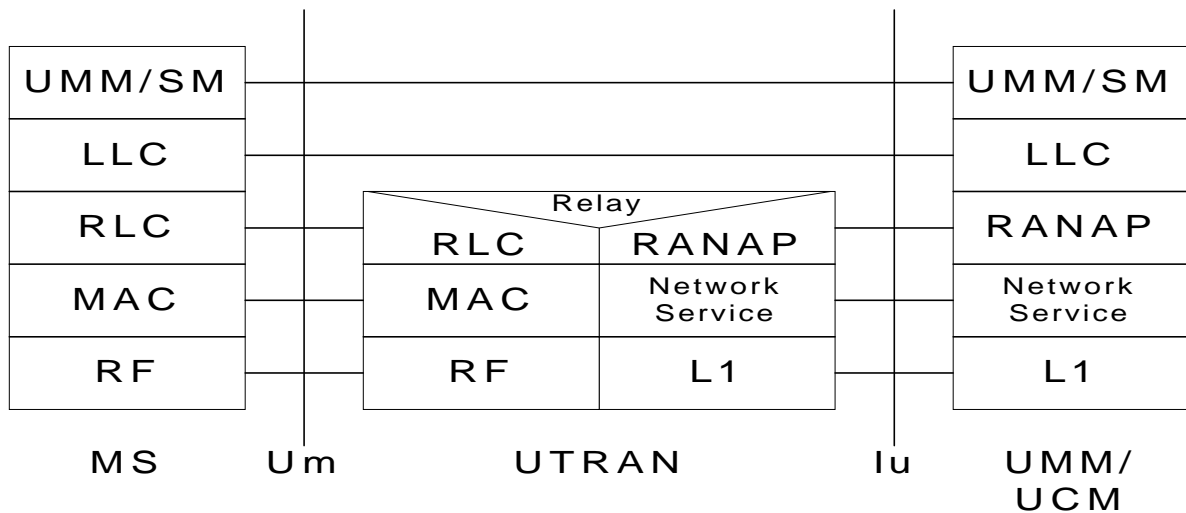 UMM/SM
UMM/SM
LLC
LLC
Relay
RLC
RLC
RANAP
RANAP
MAC
MAC
Network
Service
Network
Service
RF
RF
L1
L1
MS
Um
UTRAN
Iu
UMM/
UCM